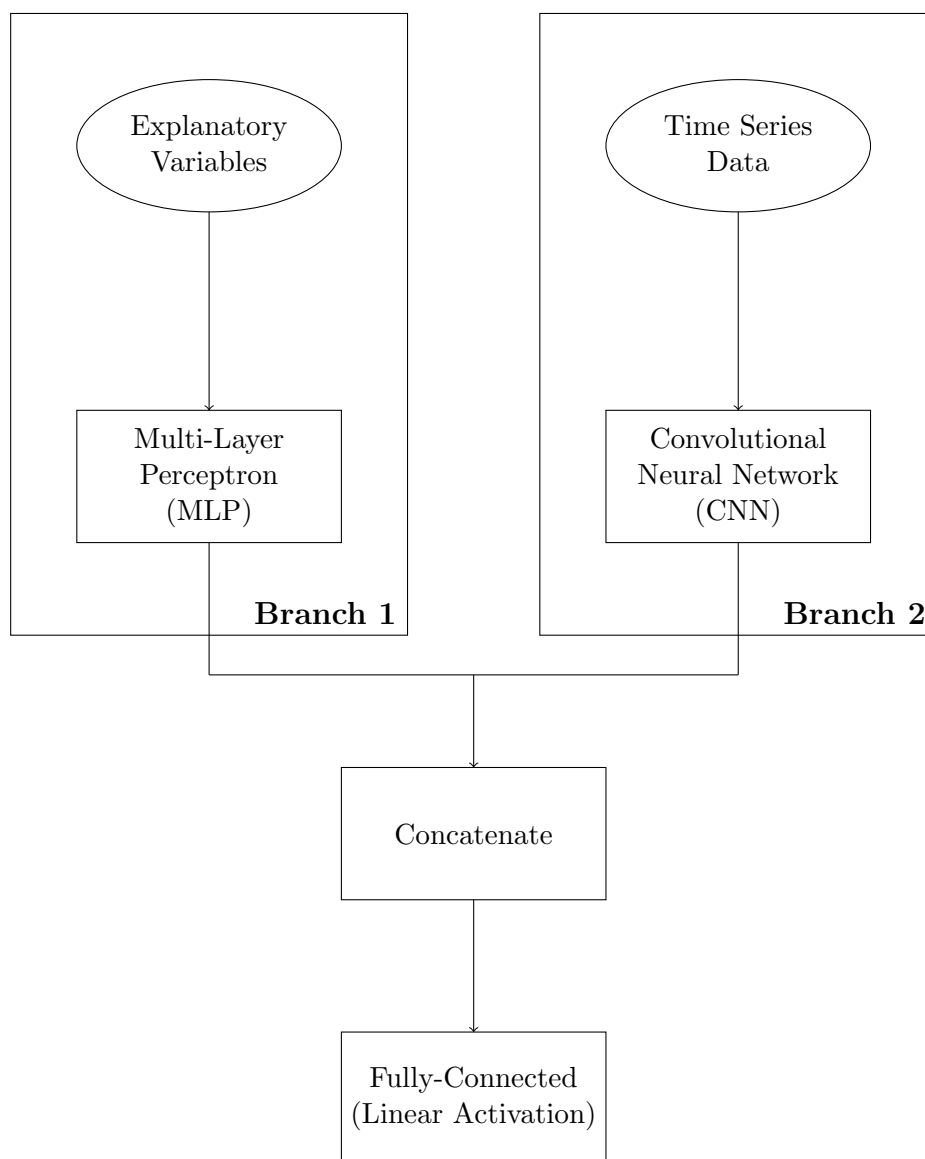 Explanatory
Variables
Time Series
Data
Multi-Layer
Perceptron
(MLP)
Convolutional
Neural Network
(CNN)
Branch 1
Branch 2
Concatenate
Fully-Connected
(Linear Activation)